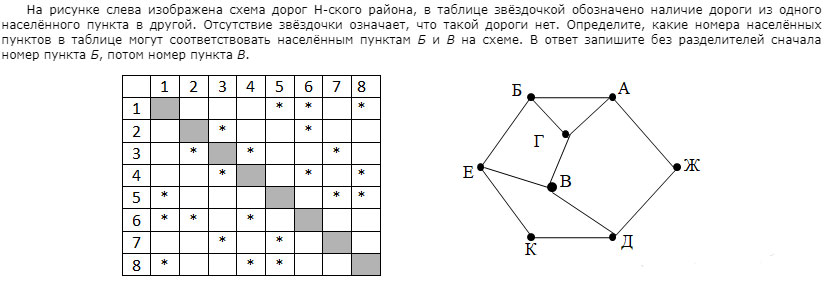 На рисунке слева изображена схема дорог Н-ского района, в таблице звёздочкой обозначено наличие дороги из одного
населённого пункта в другой. Отсутствие звёздочки означает, что такой дороги нет. Определите, какие номера населённых
пунктов в таблице могут соответствовать населённым пунктам Б и В на схеме. В ответ запишите без разделителей сначала
номер пункта Б, потом номер пункта В.
1 2 3 4 5 6 7 8
1 * * *
2 * *
3 * * *
4 * * *
5 * * *
6 * * *
7 * *
8 * * *
Б А
Г
Е В Ж
К Д